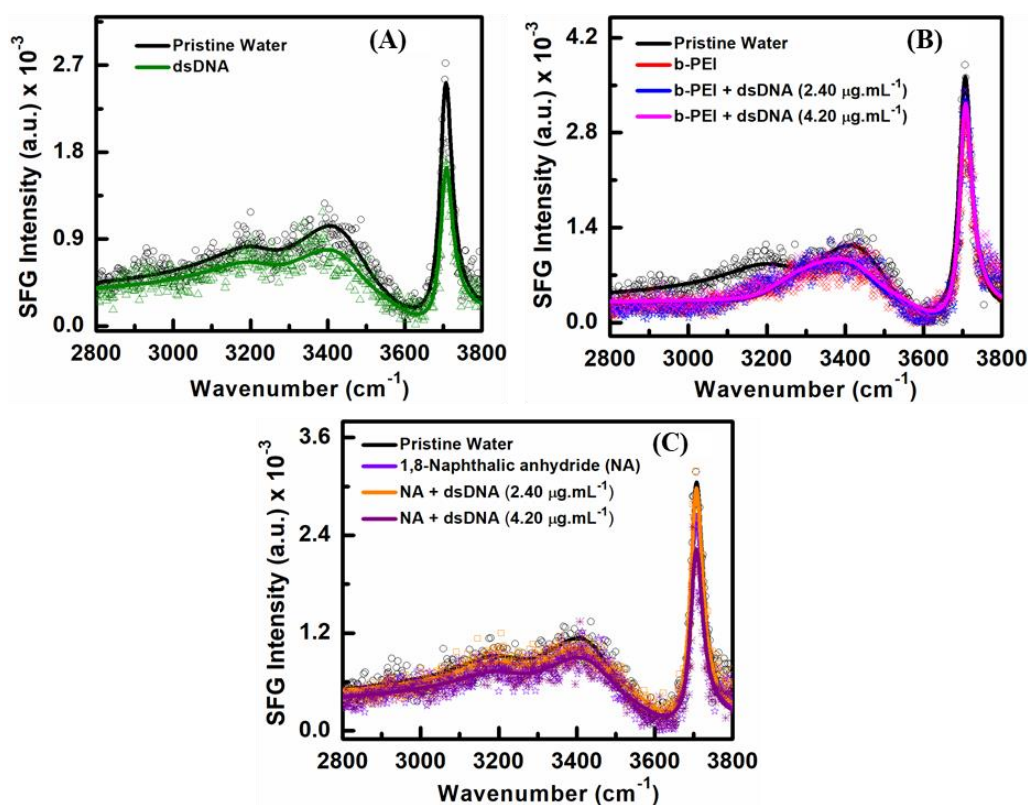 (A)
Pristine Water
dsDNA
SFG Intensity (a.u.) x 10⁻³
2.7
1.8
0.9
0.0
2800 3000 3200 3400 3600 3800
Wavenumber (cm⁻¹)
(B)
Pristine Water
b-PEI
b-PEI + dsDNA (2.40 μg.mL⁻¹)
b-PEI + dsDNA (4.20 μg.mL⁻¹)
SFG Intensity (a.u.) x 10⁻³
4.2
2.8
1.4
0.0
2800 3000 3200 3400 3600 3800
Wavenumber (cm⁻¹)
(C)
Pristine Water
1,8-Naphthalic anhydride (NA)
NA + dsDNA (2.40 μg.mL⁻¹)
NA + dsDNA (4.20 μg.mL⁻¹)
SFG Intensity (a.u.) x 10⁻³
3.6
2.4
1.2
0.0
2800 3000 3200 3400 3600 3800
Wavenumber (cm⁻¹)